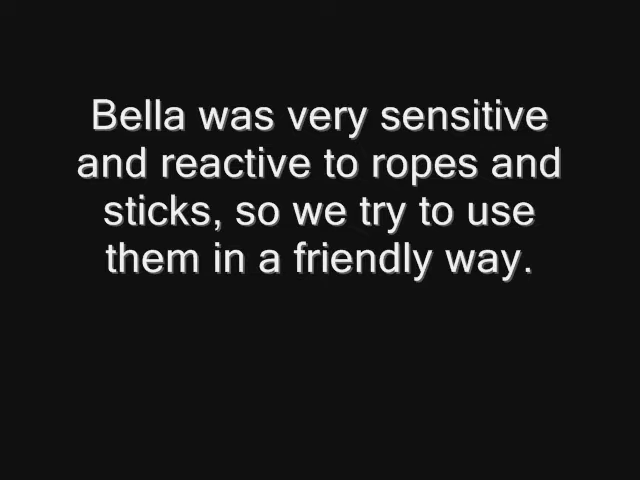 Bella was very sensitive
and reactive to ropes and
sticks, so we try to use
them in a friendly way.